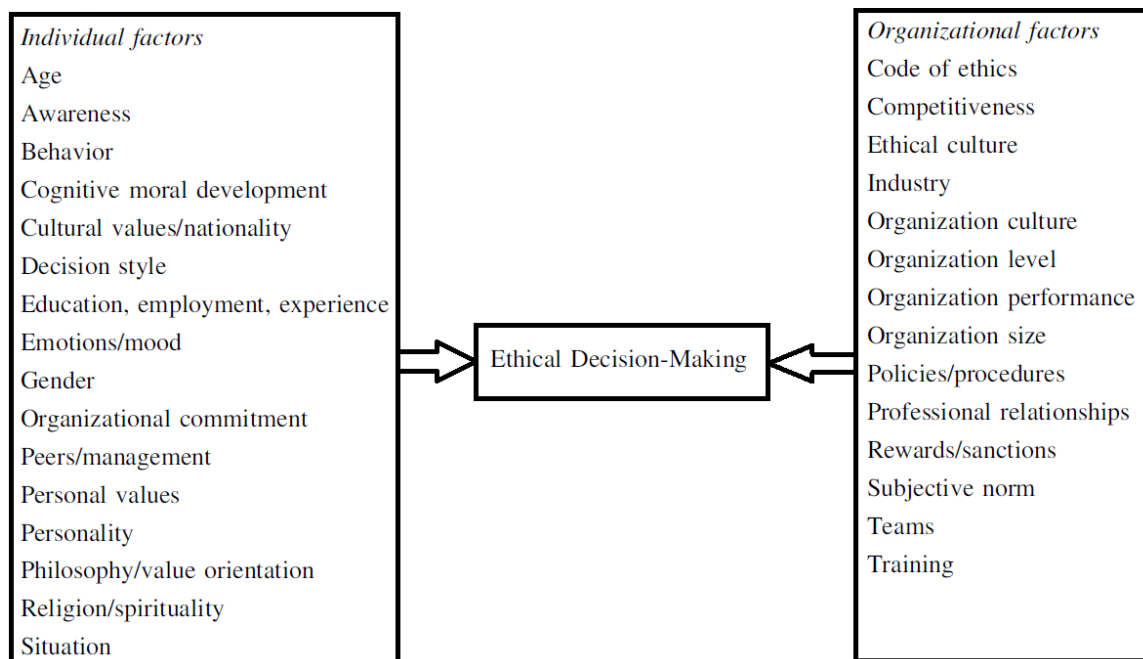 Individual factors
Age
Awareness
Behavior
Cognitive moral development
Cultural values/nationality
Decision style
Education, employment, experience
Emotions/mood
Gender
Organizational commitment
Peers/management
Personal values
Personality
Philosophy/value orientation
Religion/spirituality
Situation
Ethical Decision-Making
Organizational factors
Code of ethics
Competitiveness
Ethical culture
Industry
Organization culture
Organization level
Organization performance
Organization size
Policies/procedures
Professional relationships
Rewards/sanctions
Subjective norm
Teams
Training